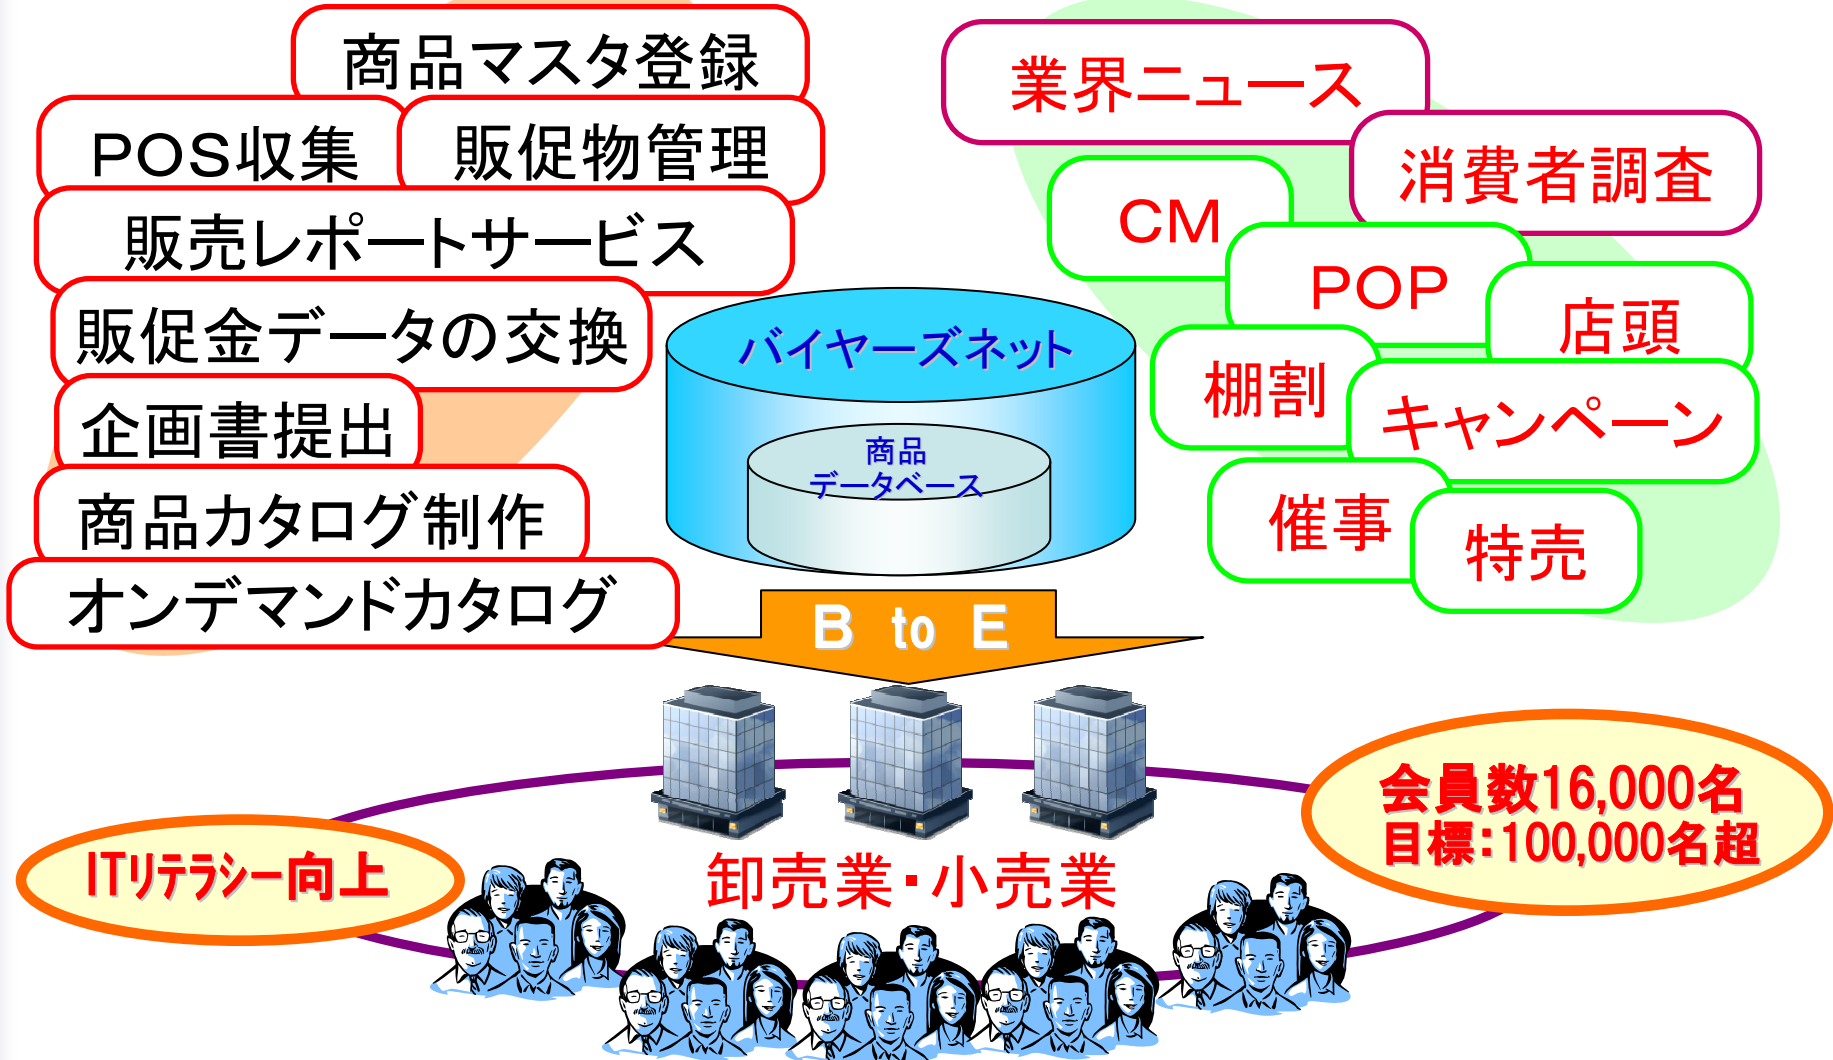 商品マスタ登録
POS収集
販促物管理
販売レポートサービス
販促金データの交換
企画書提出
商品カタログ制作
オンデマンドカタログ
業界ニュース
消費者調査
CM
POP
店頭
棚割
キャンペーン
催事
特売
バイヤーズネット
商品
データベース
B to E
卸売業・小売業
ITリテラシー向上
会員数16,000名
目標：100,000名超